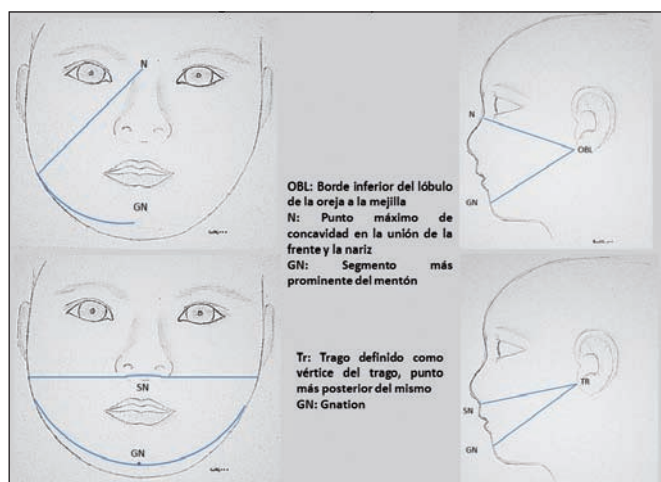 N
GN
N
OBL
GN
OBL: Borde inferior del lóbulo
de la oreja a la mejilla
N: Punto máximo de
concavidad en la unión de la
frente y la nariz
GN: Segmento más
prominente del mentón
SN
GN
Tr: Trago definido como
vértice del trago, punto
más posterior del mismo
GN: Gnation
TR
SN
GN